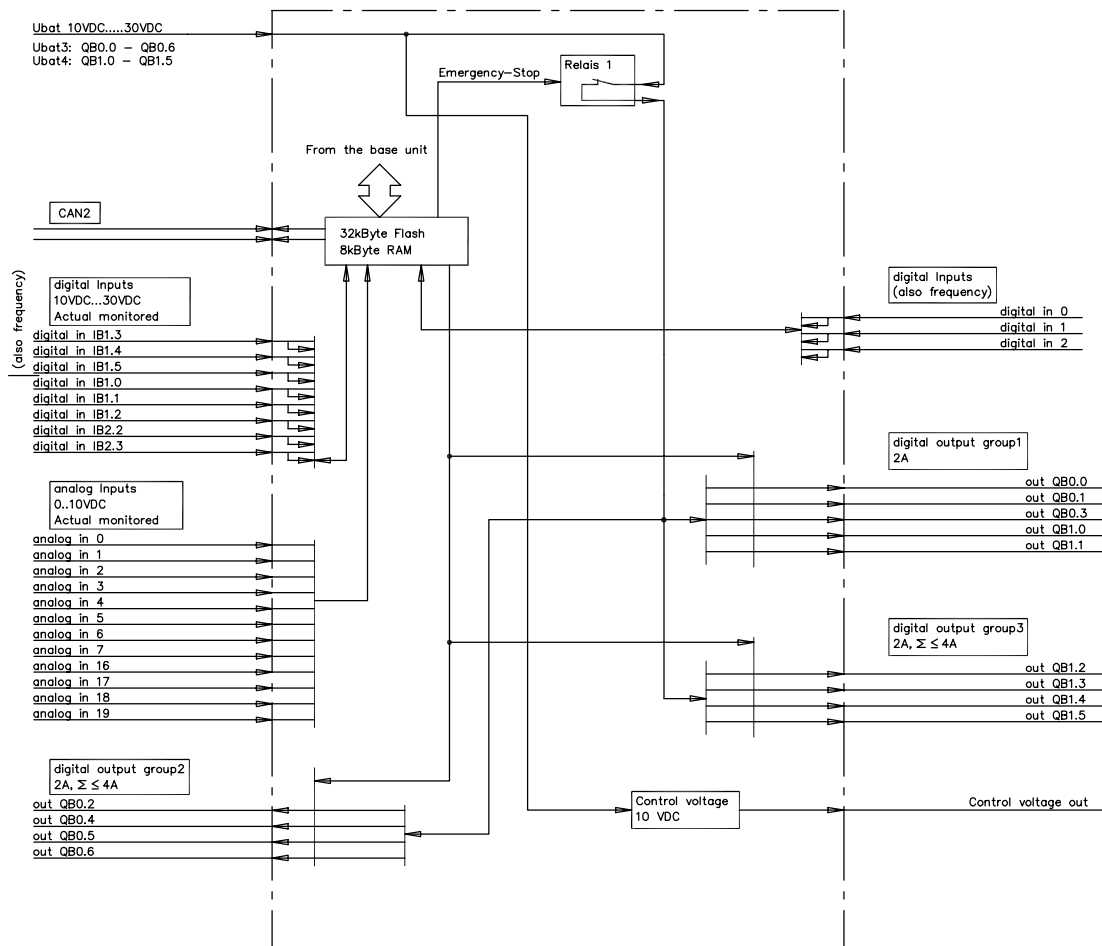 Ubat 10VDC.....30VDC
Ubat3: QB0.0 – QB0.6
Ubat4: QB1.0 – QB1.5
Relais 1
Emergency–Stop
From the base unit
CAN2
32kByte Flash
8kByte RAM
(also frequency)
digital Inputs
10VDC...30VDC
Actual monitored
digital in IB1.3
digital in IB1.4
digital in IB1.5
digital in IB1.0
digital in IB1.1
digital in IB1.2
digital in IB2.2
digital in IB2.3
digital Inputs
(also frequency)
digital in 0
digital in 1
digital in 2
analog Inputs
0..10VDC
Actual monitored
analog in 0
analog in 1
analog in 2
analog in 3
analog in 4
analog in 5
analog in 6
analog in 7
analog in 16
analog in 17
analog in 18
analog in 19
digital output group1
2A
out QB0.0
out QB0.1
out QB0.3
out QB1.0
out QB1.1
digital output group3
2A, Σ ≤ 4A
out QB1.2
out QB1.3
out QB1.4
out QB1.5
digital output group2
2A, Σ ≤ 4A
out QB0.2
out QB0.4
out QB0.5
out QB0.6
Control voltage
10 VDC
Control voltage out